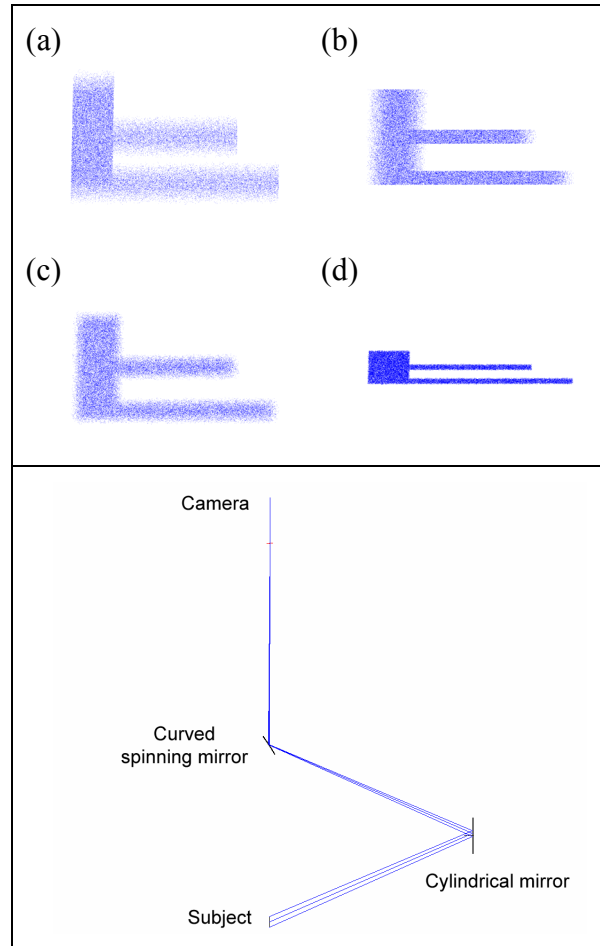 (a)
(b)
(c)
(d)
Camera
Curved
spinning mirror
Cylindrical mirror
Subject